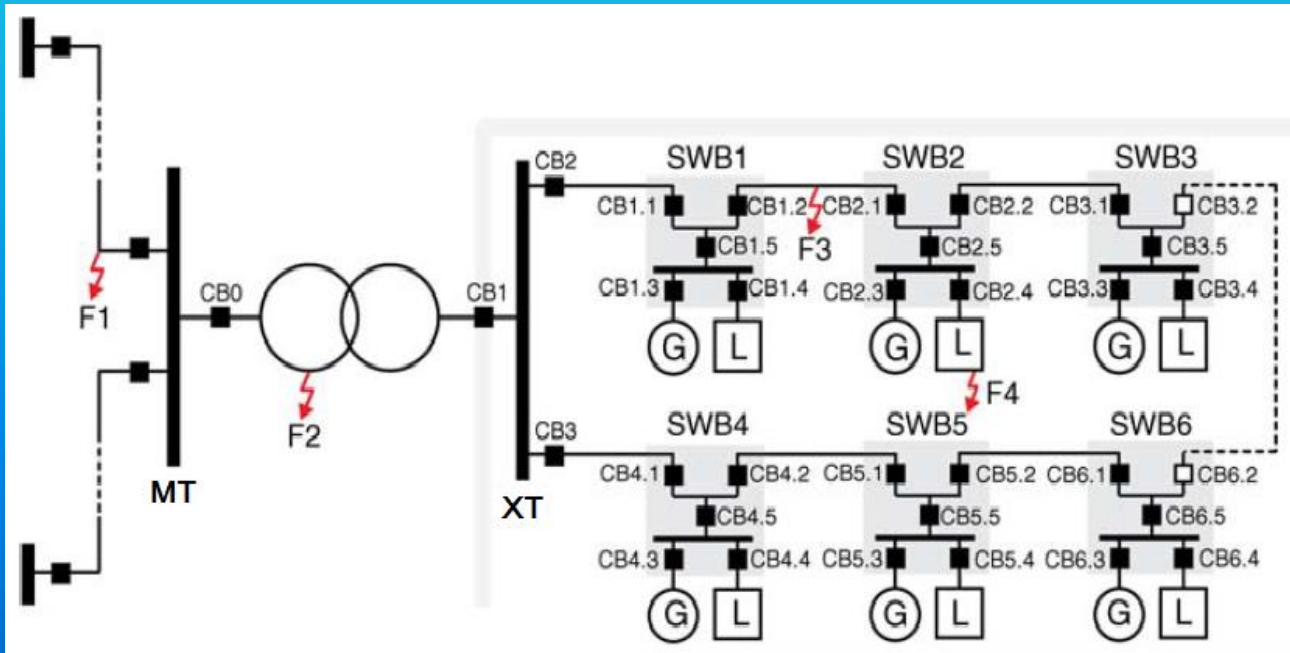 CB2
SWB1
SWB2
SWB3
CB1.1
CB1.2
CB2.1
CB2.2
CB3.1
CB3.2
CB1.5
F3
CB2.5
CB3.5
F1
CB0
CB1
CB1.3
CB1.4
CB2.3
CB2.4
CB3.3
CB3.4
G
L
G
L
G
L
F2
F4
CB3
SWB4
SWB5
SWB6
MT
XT
CB4.1
CB4.2
CB5.1
CB5.2
CB6.1
CB6.2
CB4.5
CB5.5
CB6.5
CB4.3
CB4.4
CB5.3
CB5.4
CB6.3
CB6.4
G
L
G
L
G
L